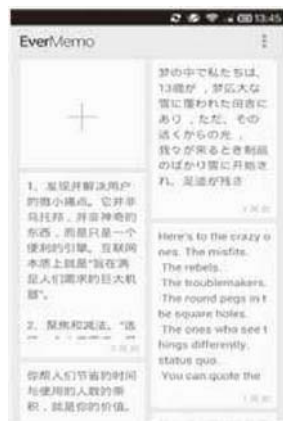 13:45
EverMemo
梦の中で私たちは、
13歳が，梦広大な
雪に覆われた田舎に
あり，ただ、その
遠くからの光，
我々が来るとき制品
のばかり雪に开始さ
れ、足迹が残さ
1、发现并解决用户
的微小痛点。它并非
乌托邦，并非神奇的
东西，而是只是一个
便利的引擎。互联网
本质上就是"旨在满
足人们需求的巨大机
器"。
2、聚焦和减法。"选
Here's to the crazy o
nes. The misfits.
The rebels.
The troublemakers.
The round pegs in t
he square holes.
The ones who see t
hings differently.
status quo.
You can quote the
你帮人们节省的时间
与使用的人数的乘
积，就是你的价值。